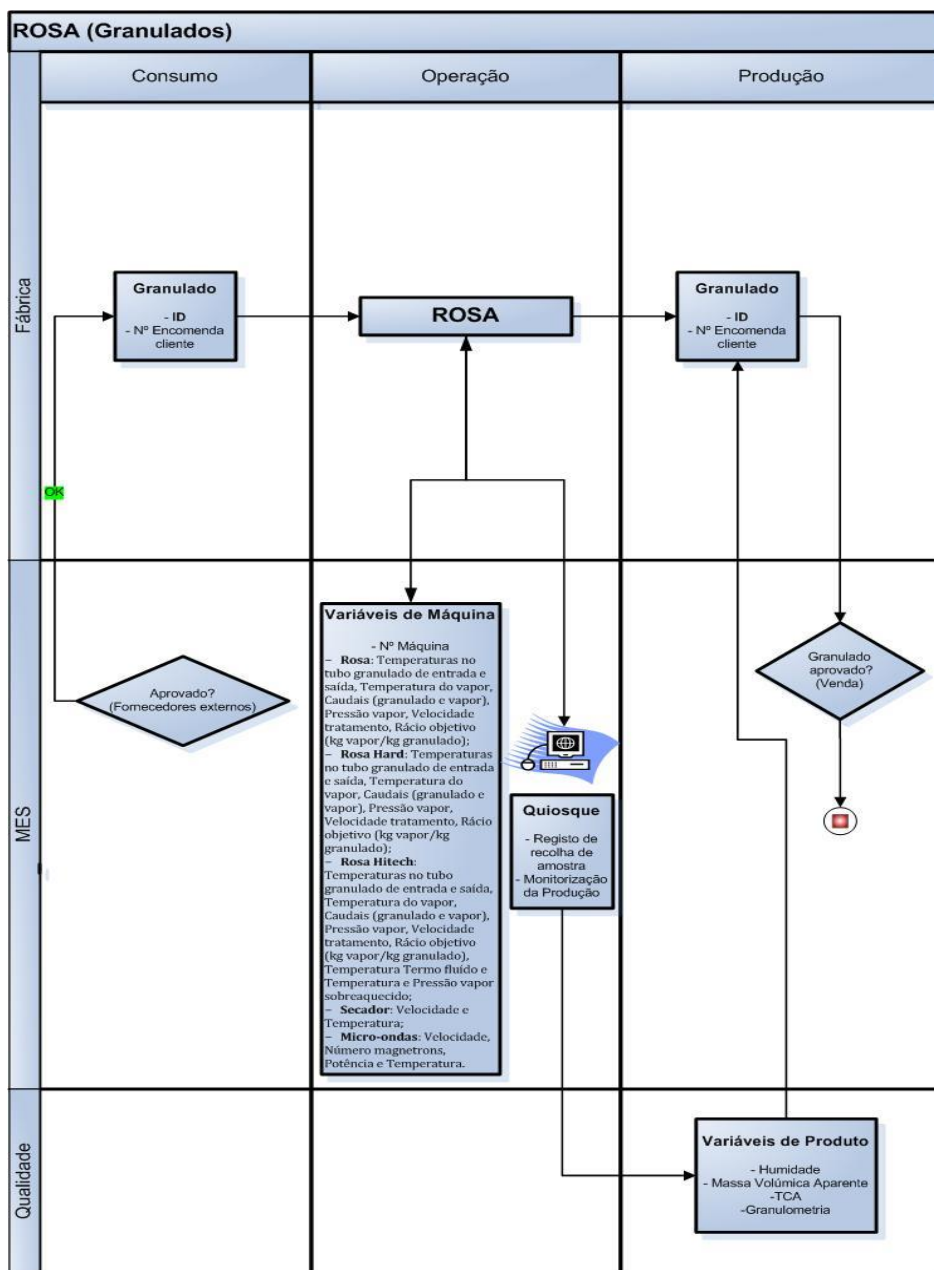 ROSA (Granulados)
Consumo
Operação
Produção
Fábrica
Granulado
- ID
- Nº Encomenda
cliente
ROSA
Granulado
- ID
- Nº Encomenda
cliente
OK
MES
Aprovado?
(Fornecedores externos)
Variáveis de Máquina
- Nº Máquina
– Rosa: Temperaturas no
tubo granulado de entrada e
saída, Temperatura do vapor,
Caudais (granulado e vapor),
Pressão vapor, Velocidade
tratamento, Rácio objetivo
(kg vapor/kg granulado);
– Rosa Hard: Temperaturas
no tubo granulado de entrada
e saída, Temperatura do
vapor, Caudais (granulado e
vapor), Pressão vapor,
Velocidade tratamento, Rácio
objetivo (kg vapor/kg
granulado);
– Rosa Hitech:
Temperaturas no tubo
granulado de entrada e saída,
Temperatura do vapor,
Caudais (granulado e vapor),
Pressão vapor, Velocidade
tratamento, Rácio objetivo
(kg vapor/kg granulado),
Temperatura Termo fluído e
Temperatura e Pressão vapor
sobreaquecido;
– Secador: Velocidade e
Temperatura;
– Micro-ondas: Velocidade,
Número magnetrons,
Potência e Temperatura.
Quiosque
- Registo de
recolha de
amostra
- Monitorização
da Produção
Granulado
aprovado?
(Venda)
Qualidade
Variáveis de Produto
- Humidade
- Massa Volúmica Aparente
-TCA
-Granulometria